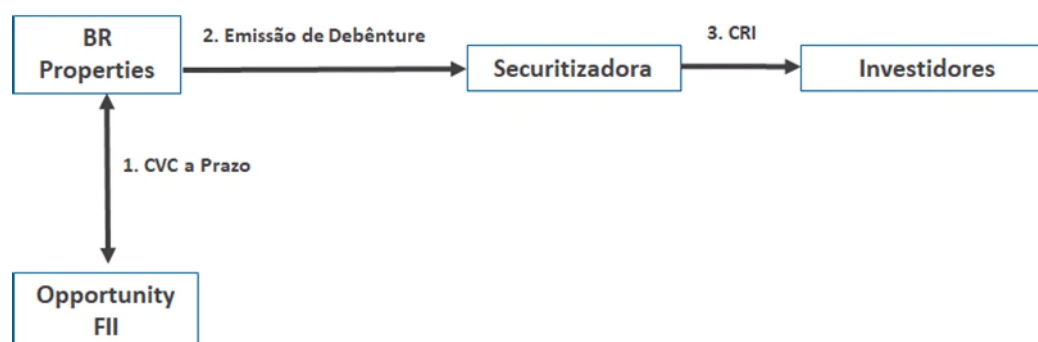 BR
Properties
2. Emissão de Debênture
Securitizadora
3. CRI
Investidores
1. CVC a Prazo
Opportunity
FII